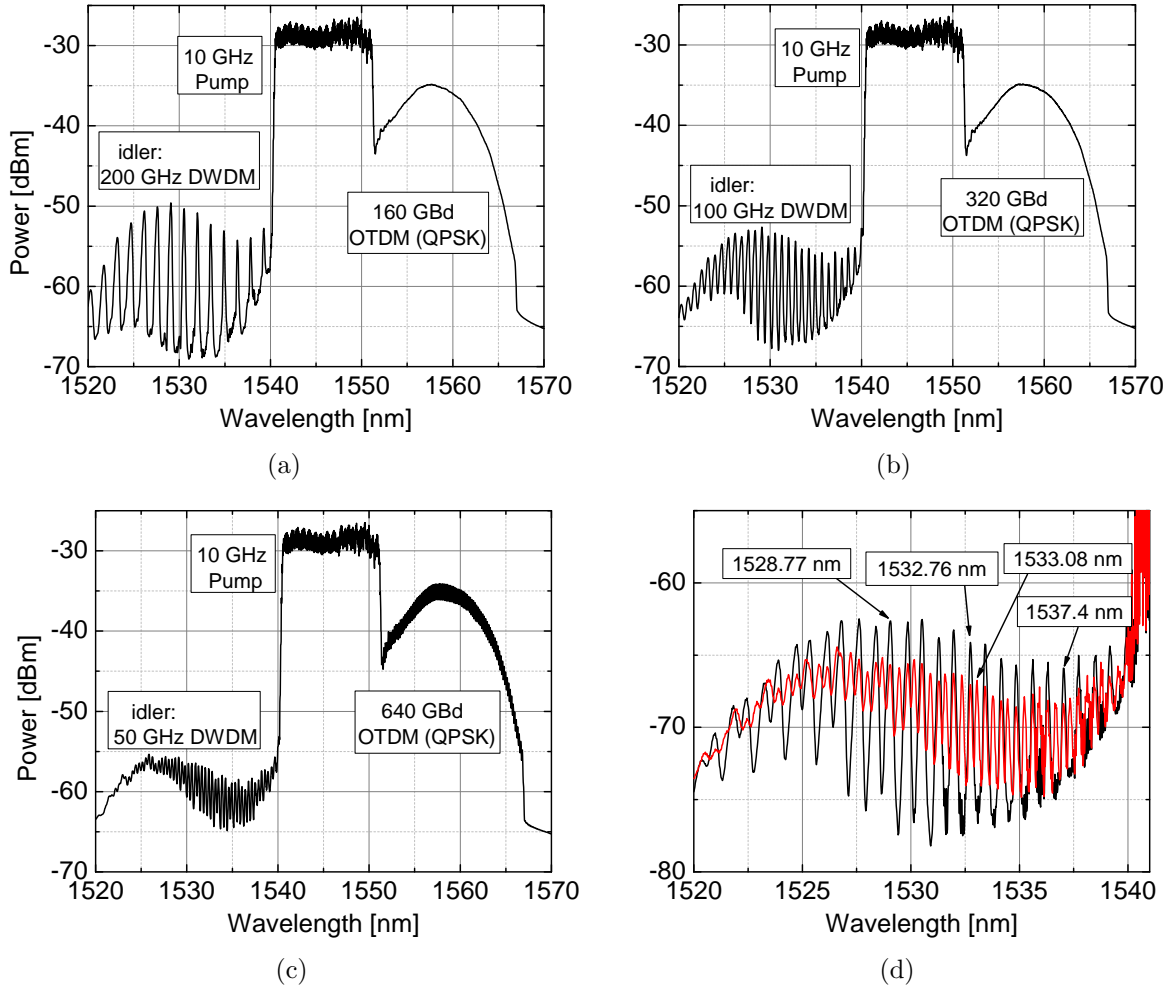 -30
-40
-50
-60
-70
Power [dBm]
10 GHz
Pump
idler:
200 GHz DWDM
160 GBd
OTDM (QPSK)
1520 1530 1540 1550 1560 1570
Wavelength [nm]
(a)
-30
-40
-50
-60
-70
10 GHz
Pump
idler:
100 GHz DWDM
320 GBd
OTDM (QPSK)
1520 1530 1540 1550 1560 1570
Wavelength [nm]
(b)
-30
-40
-50
-60
-70
Power [dBm]
10 GHz
Pump
idler:
50 GHz DWDM
640 GBd
OTDM (QPSK)
1520 1530 1540 1550 1560 1570
Wavelength [nm]
(c)
-60
-70
-80
1528.77 nm
1532.76 nm
1533.08 nm
1537.4 nm
1520 1525 1530 1535 1540
Wavelength [nm]
(d)